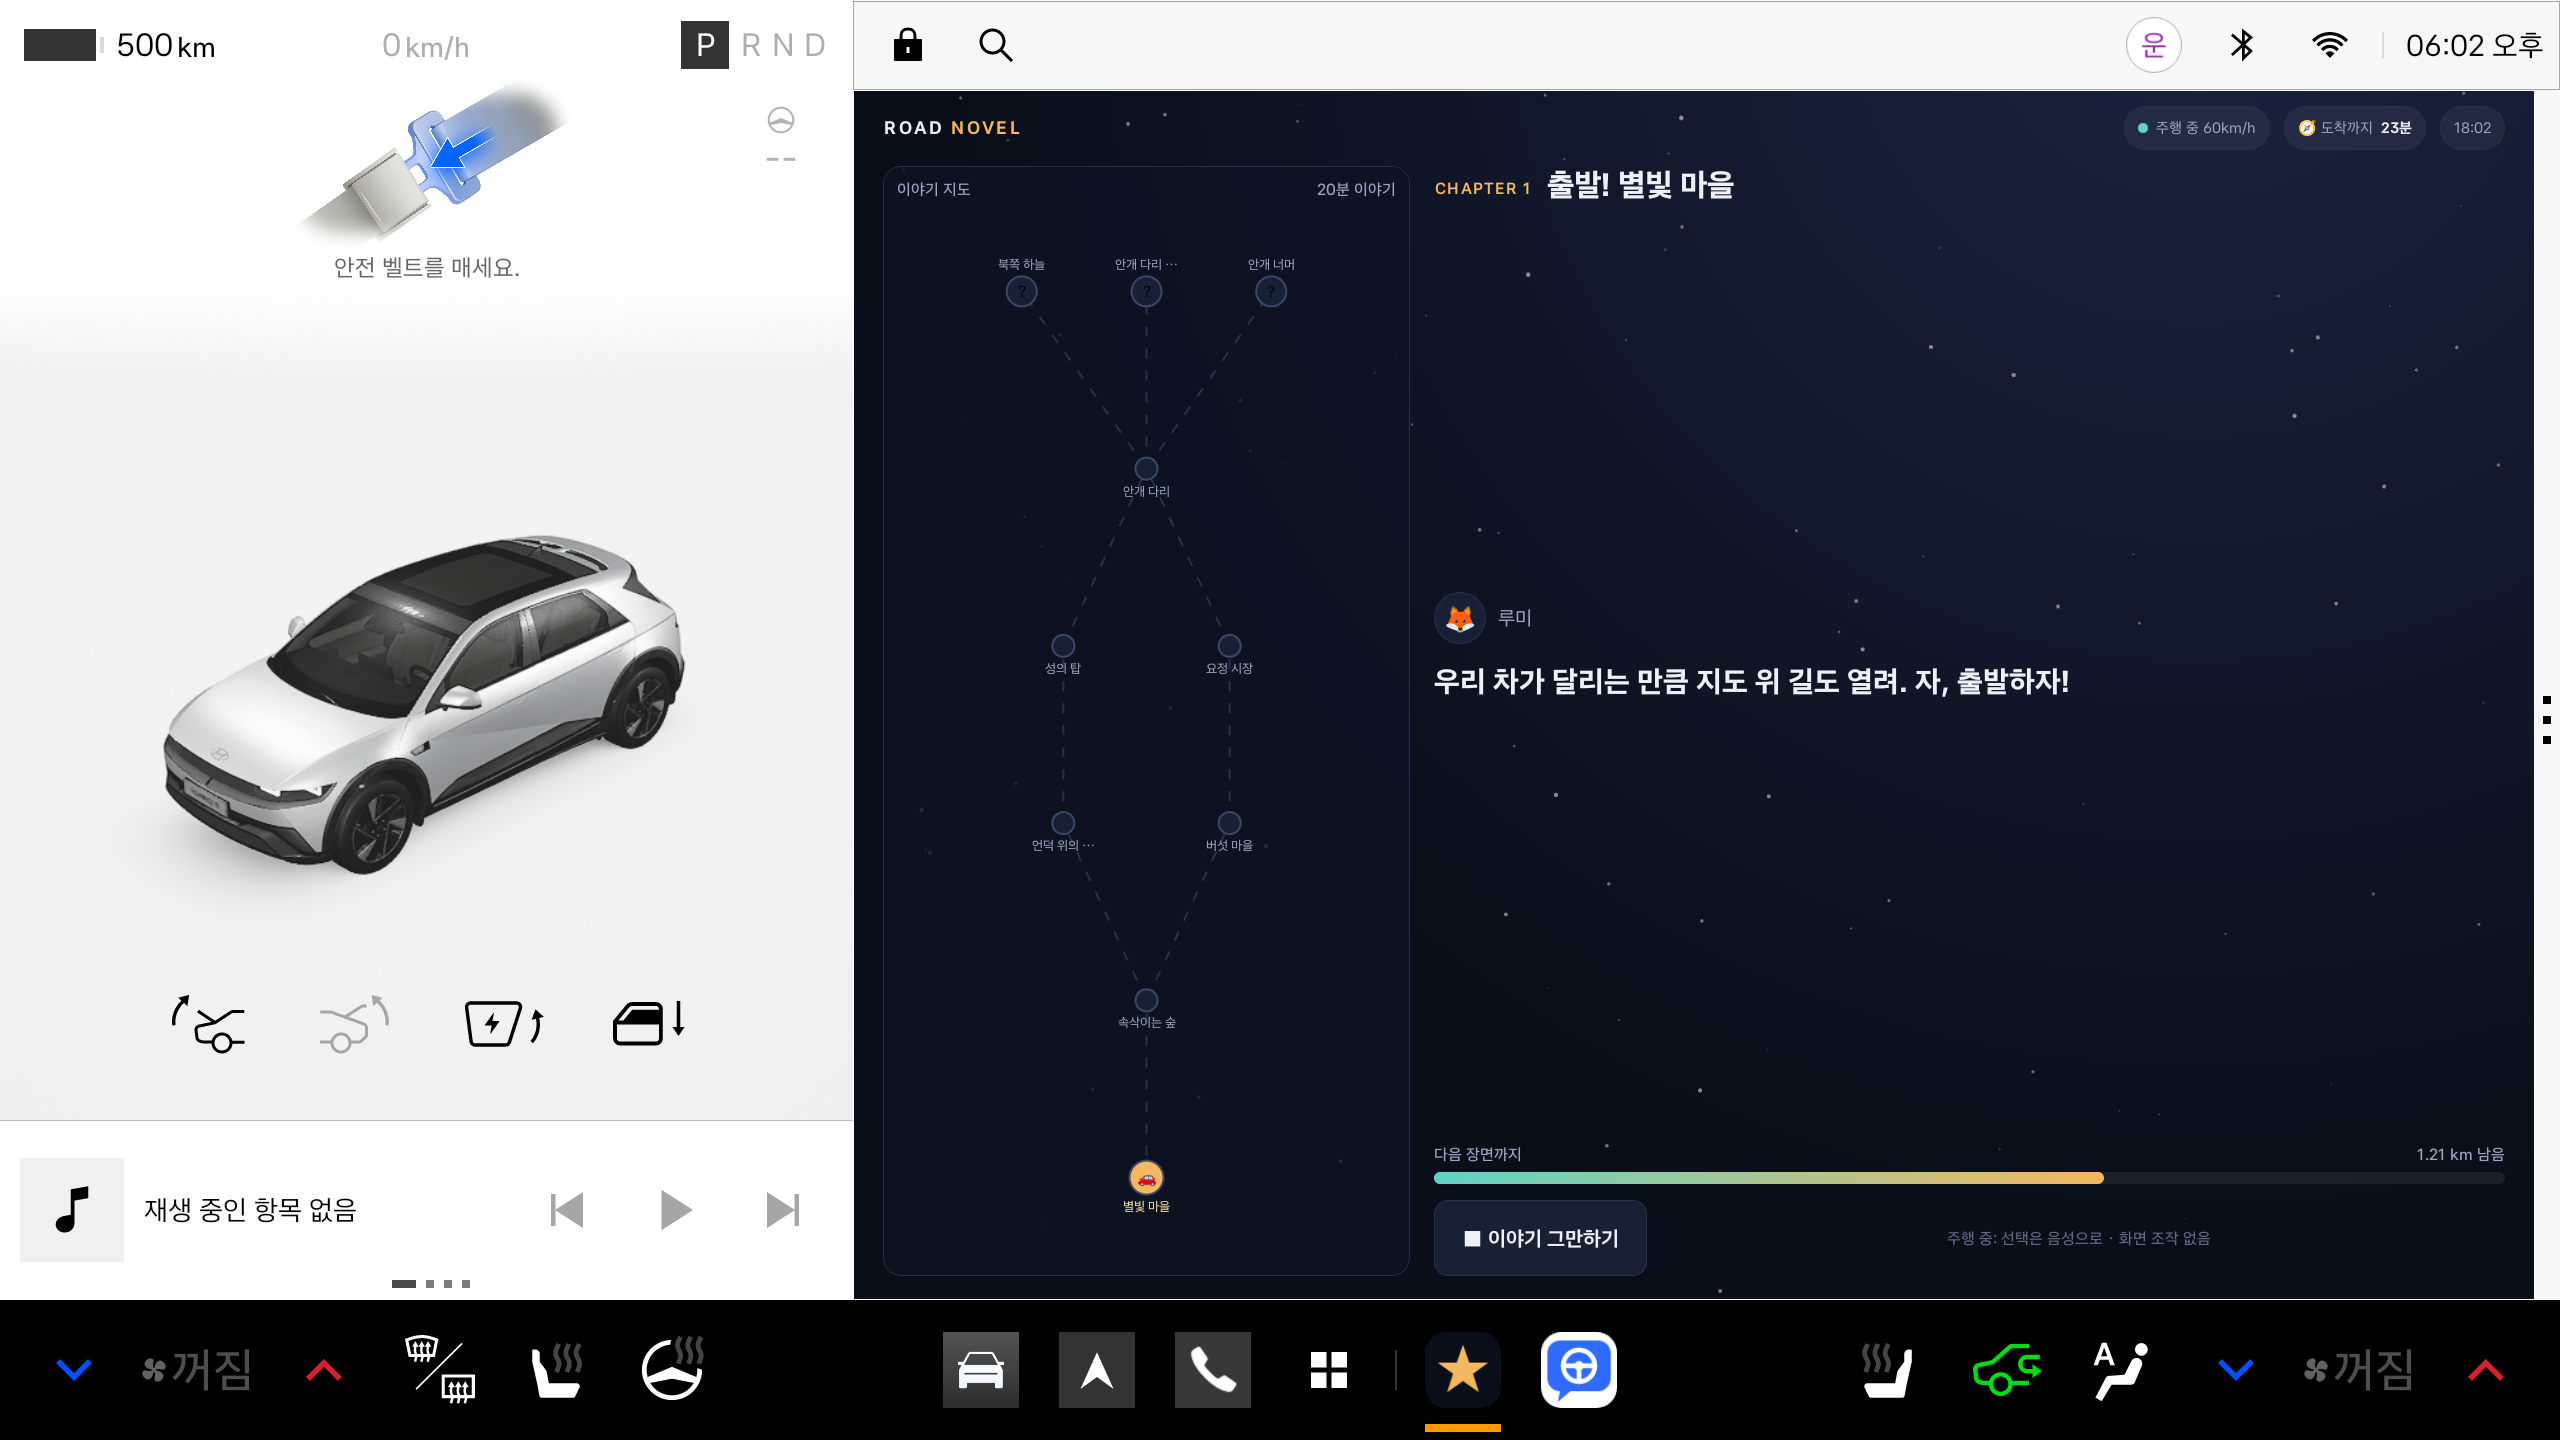 500 km
0 km/h
P R N D
안전 벨트를 매세요.
재생 중인 항목 없음
운
06:02 오후
ROAD NOVEL
주행 중 60km/h
도착까지 23분
18:02
이야기 지도
20분 이야기
북쪽 하늘
안개 다리 ···
안개 너머
?
?
?
안개 다리
성의 탑
요정 시장
언덕 위의 ···
버섯 마을
속삭이는 숲
별빛 마을
CHAPTER 1 출발! 별빛 마을
루미
우리 차가 달리는 만큼 지도 위 길도 열려. 자, 출발하자!
다음 장면까지
1.21 km 남음
이야기 그만하기
주행 중: 선택은 음성으로 · 화면 조작 없음
꺼짐
A
꺼짐